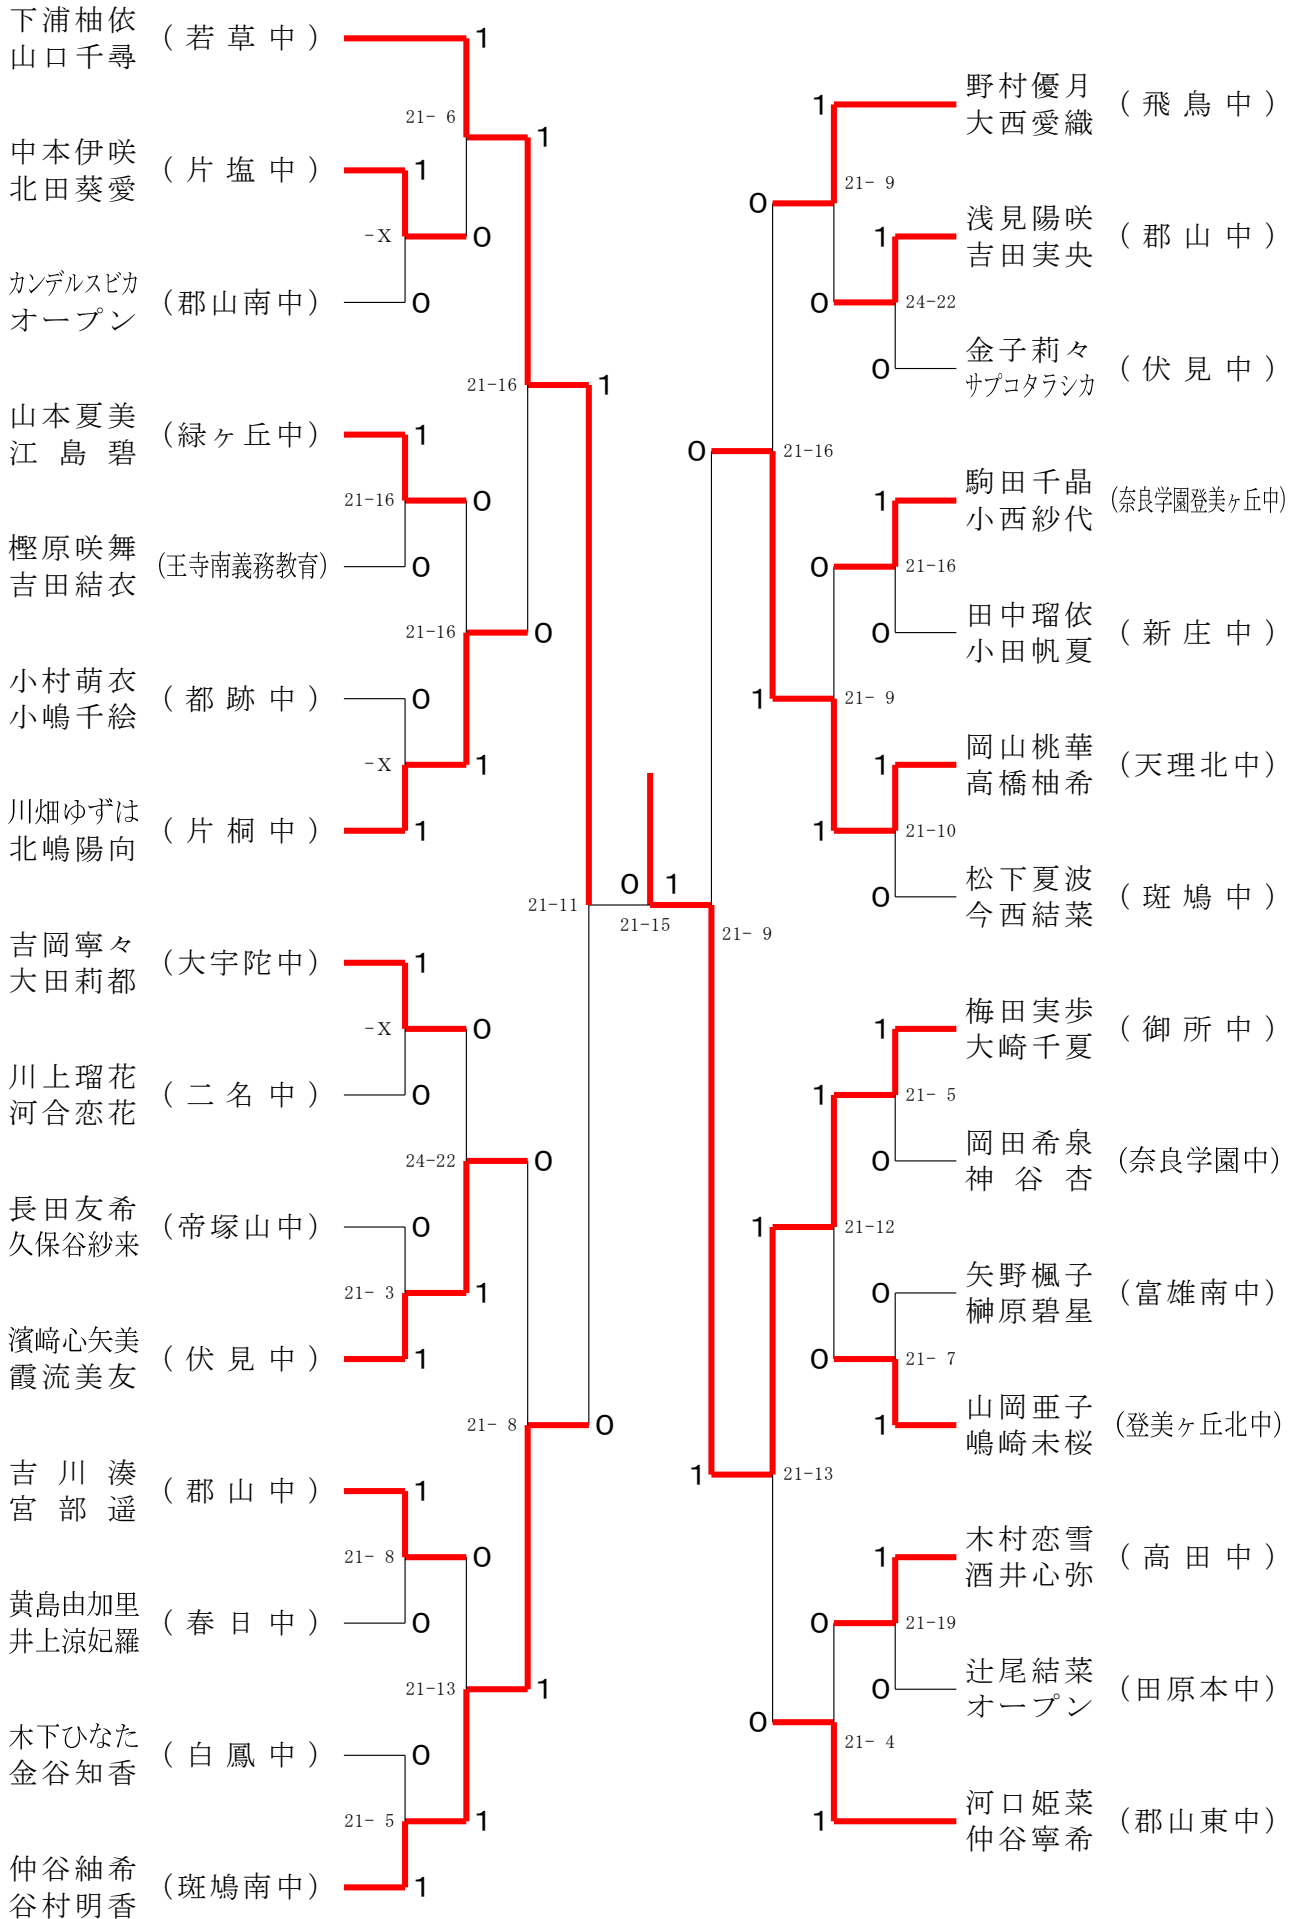 下浦柚依
山口千尋
(若草中)
1
21- 6
1
中本伊咲
北田葵愛
(片塩中)
1
-X
0
カンデルスビカ
オープン
(郡山南中)
0
21-16
1
山本夏美
江島碧
(緑ヶ丘中)
1
21-16
0
樫原咲舞
吉田結衣
(王寺南義務教育)
0
21-16
0
小村萌衣
小嶋千絵
(都跡中)
0
-X
1
川畑ゆずは
北嶋陽向
(片桐中)
1
21-11
0
1
21-15
吉岡寧々
大田莉都
(大宇陀中)
1
-X
0
川上瑠花
河合恋花
(二名中)
0
24-22
0
長田友希
久保谷紗来
(帝塚山中)
0
21- 3
1
濱﨑心矢美
霞流美友
(伏見中)
1
21- 8
0
吉川湊
宮部遥
(郡山中)
1
21- 8
0
黄島由加里
井上涼妃羅
(春日中)
0
21-13
1
木下ひなた
金谷知香
(白鳳中)
0
21- 5
1
仲谷紬希
谷村明香
(斑鳩南中)
1
1
野村優月
大西愛織
(飛鳥中)
0
21- 9
1
浅見陽咲
吉田実央
(郡山中)
0
24-22
0
金子莉々
サプコタラシカ
(伏見中)
0
21-16
1
駒田千晶
小西紗代
(奈良学園登美ヶ丘中)
0
21-16
0
田中瑠依
小田帆夏
(新庄中)
1
21- 9
1
岡山桃華
高橋柚希
(天理北中)
1
21-10
0
松下夏波
今西結菜
(斑鳩中)
21- 9
1
梅田実歩
大崎千夏
(御所中)
1
21- 5
0
岡田希泉
神谷杏
(奈良学園中)
1
21-12
0
矢野楓子
榊原碧星
(富雄南中)
0
21- 7
1
山岡亜子
嶋崎未桜
(登美ヶ丘北中)
1
21-13
1
木村恋雪
酒井心弥
(高田中)
0
21-19
0
辻尾結菜
オープン
(田原本中)
0
21- 4
1
河口姫菜
仲谷寧希
(郡山東中)